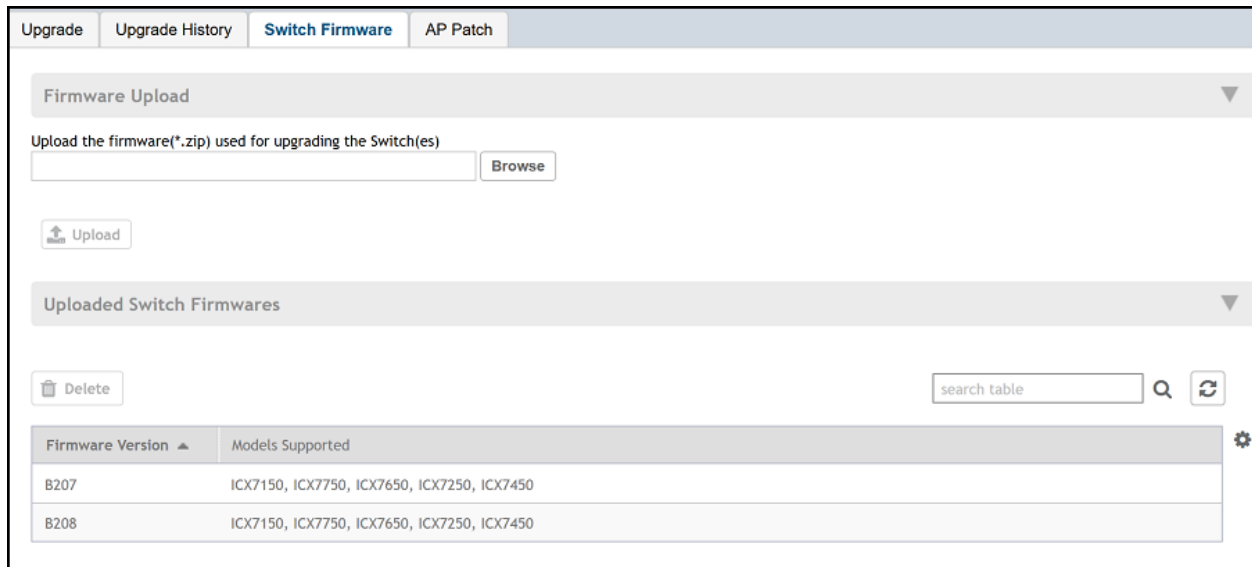 Upgrade Upgrade History Switch Firmware AP Patch
Firmware Upload
Upload the firmware(*.zip) used for upgrading the Switch(es)
Browse
Upload
Uploaded Switch Firmwares
Delete search table
Firmware Version Models Supported
B207 ICX7150, ICX7750, ICX7650, ICX7250, ICX7450
B208 ICX7150, ICX7750, ICX7650, ICX7250, ICX7450